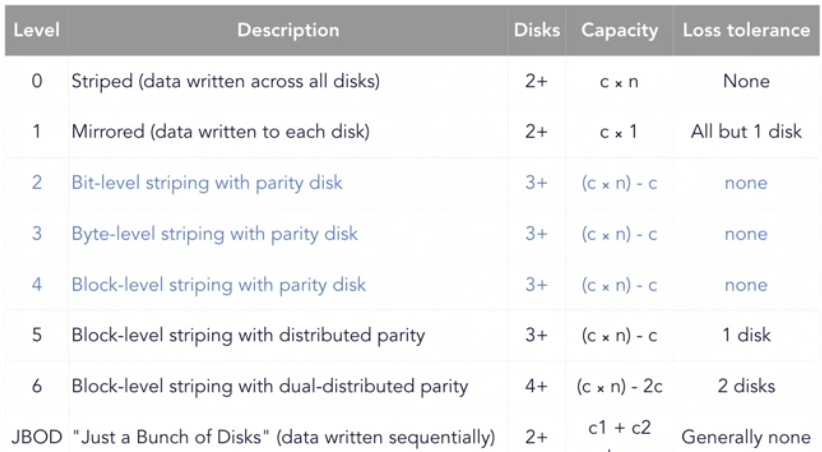 Level Description Disks Capacity Loss tolerance
0 Striped (data written across all disks) 2+ c × n None
1 Mirrored (data written to each disk) 2+ c × 1 All but 1 disk
2 Bit-level striping with parity disk 3+ (c × n) - c none
3 Byte-level striping with parity disk 3+ (c × n) - c none
4 Block-level striping with parity disk 3+ (c × n) - c none
5 Block-level striping with distributed parity 3+ (c × n) - c 1 disk
6 Block-level striping with dual-distributed parity 4+ (c × n) - 2c 2 disks
JBOD "Just a Bunch of Disks" (data written sequentially) 2+ c1 + c2 Generally none